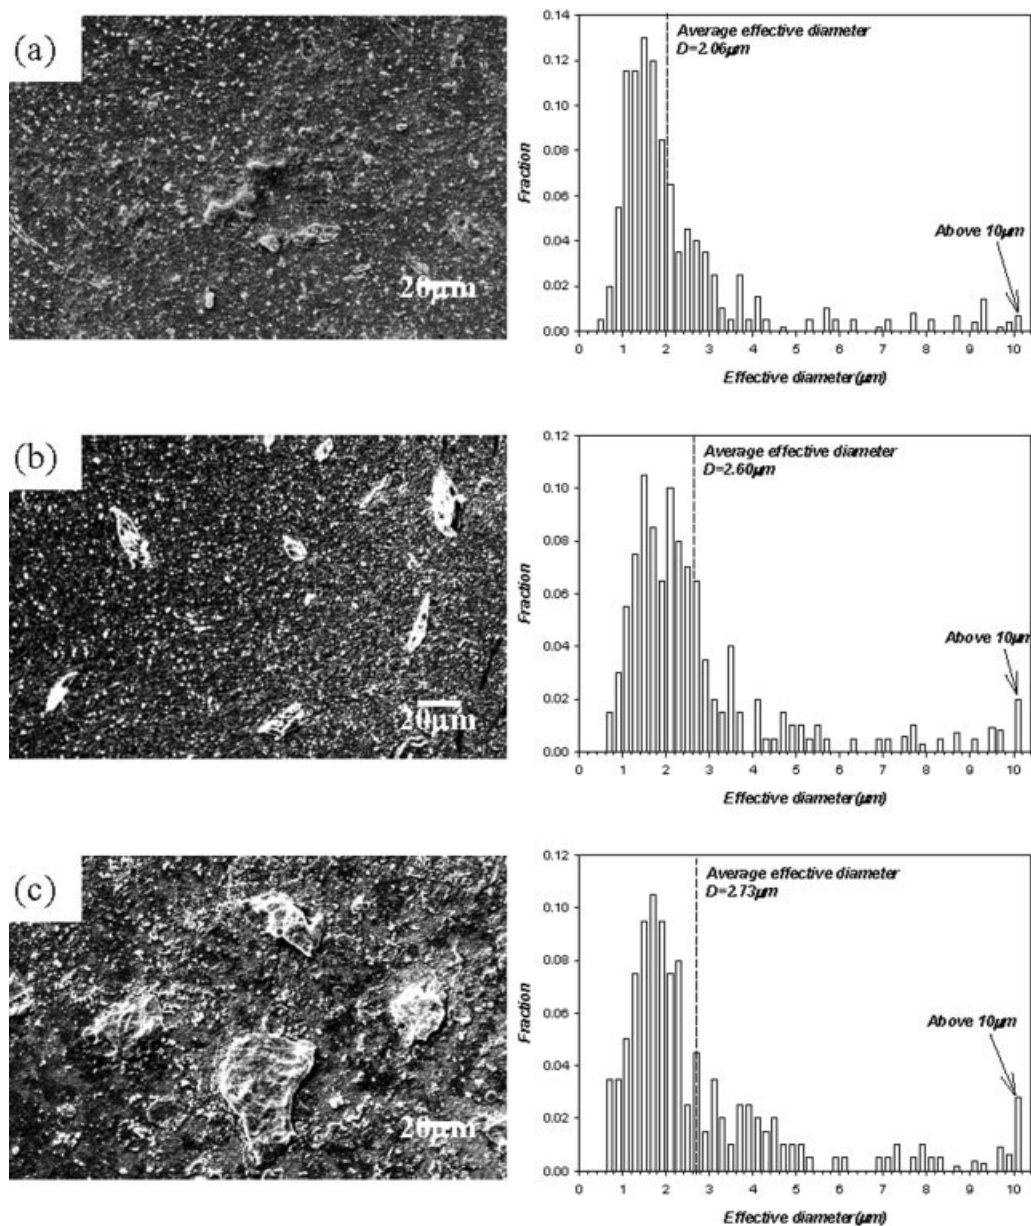 (a)
20µm
0.14
0.12
0.10
0.08
0.06
0.04
0.02
0.00
Fraction
Average effective diameter
D=2.06µm
Above 10µm
0 1 2 3 4 5 6 7 8 9 10
Effective diameter(µm)
(b)
20µm
0.12
0.10
0.08
0.06
0.04
0.02
0.00
Fraction
Average effective diameter
D=2.60µm
Above 10µm
0 1 2 3 4 5 6 7 8 9 10
Effective diameter(µm)
(c)
20µm
0.12
0.10
0.08
0.06
0.04
0.02
0.00
Fraction
Average effective diameter
D=2.73µm
Above 10µm
0 1 2 3 4 5 6 7 8 9 10
Effective diameter(µm)